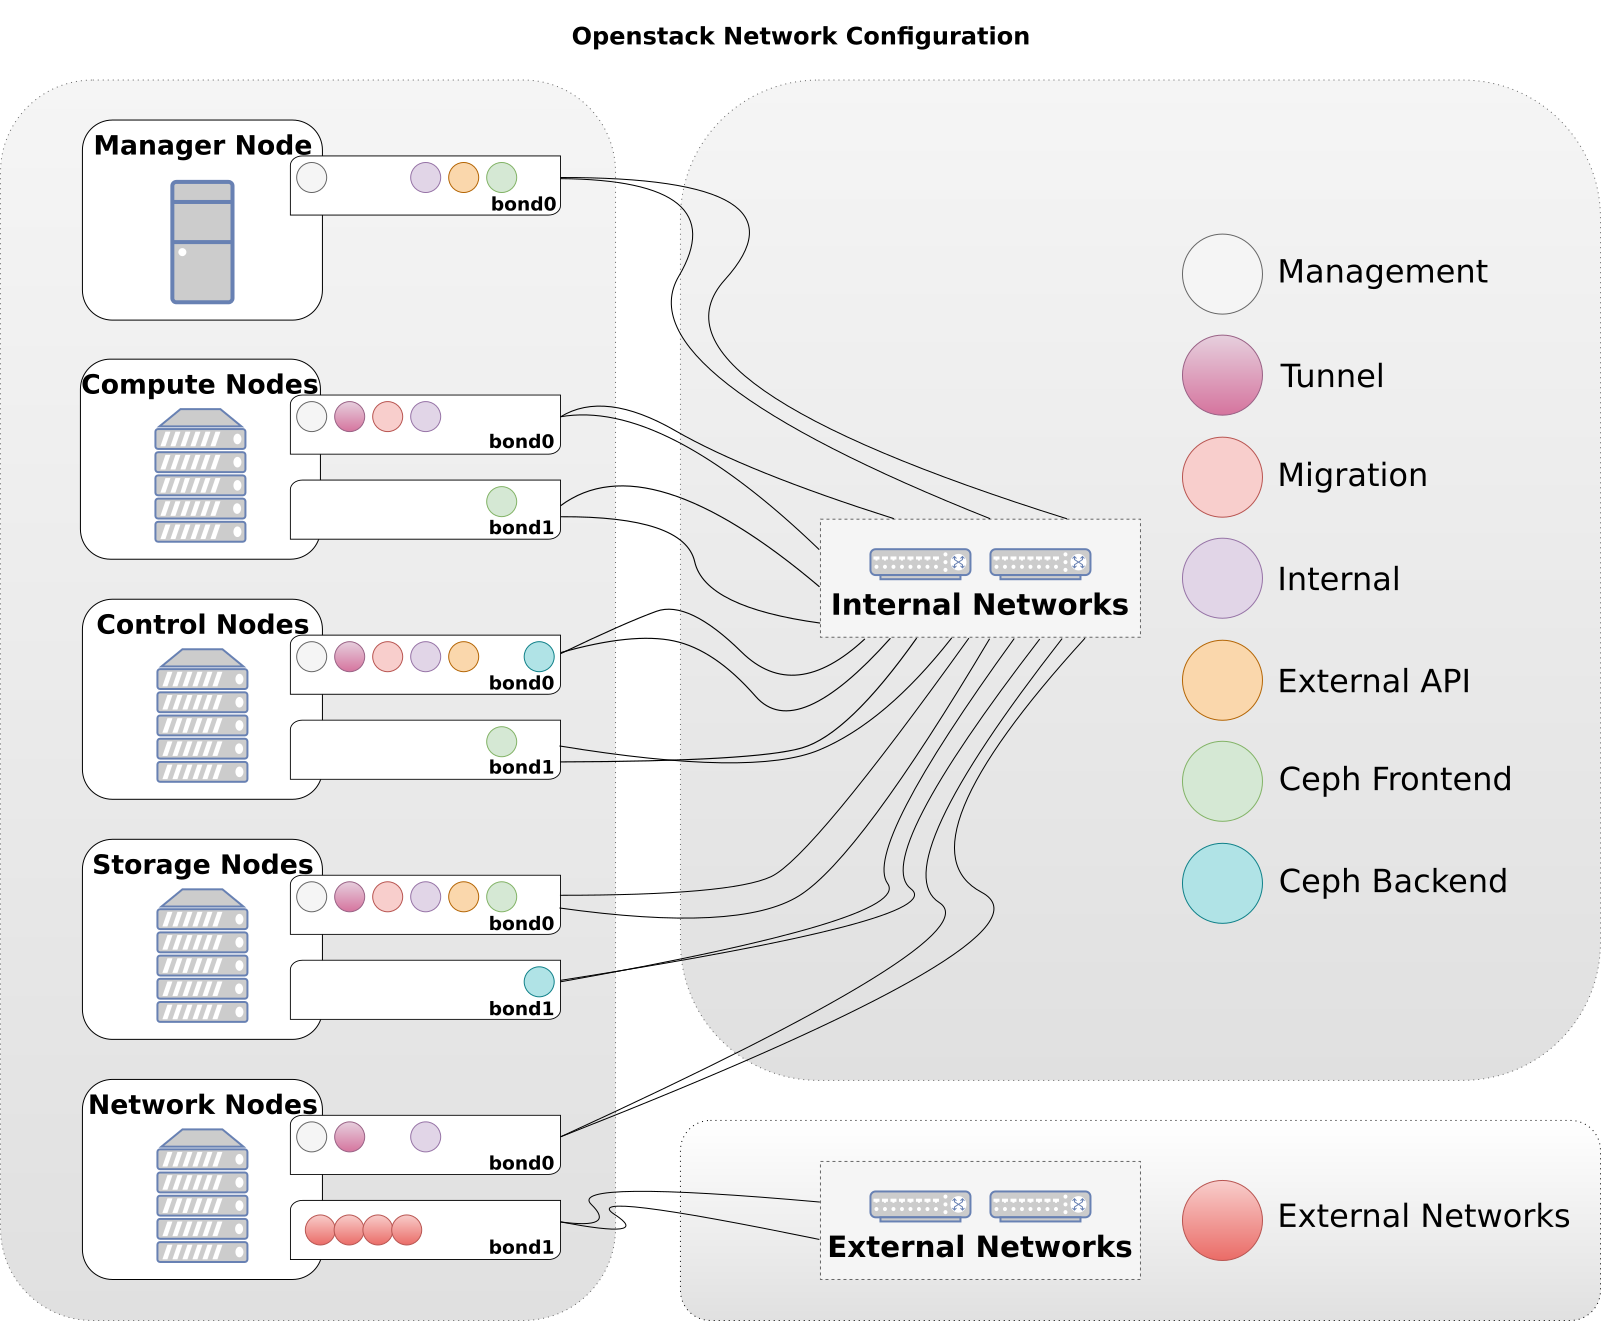 Openstack Network Configuration
Manager Node
bond0
Compute Nodes
bond0
bond1
Control Nodes
bond0
bond1
Storage Nodes
bond0
bond1
Network Nodes
bond0
bond1
Internal Networks
Management
Tunnel
Migration
Internal
External API
Ceph Frontend
Ceph Backend
External Networks
External Networks